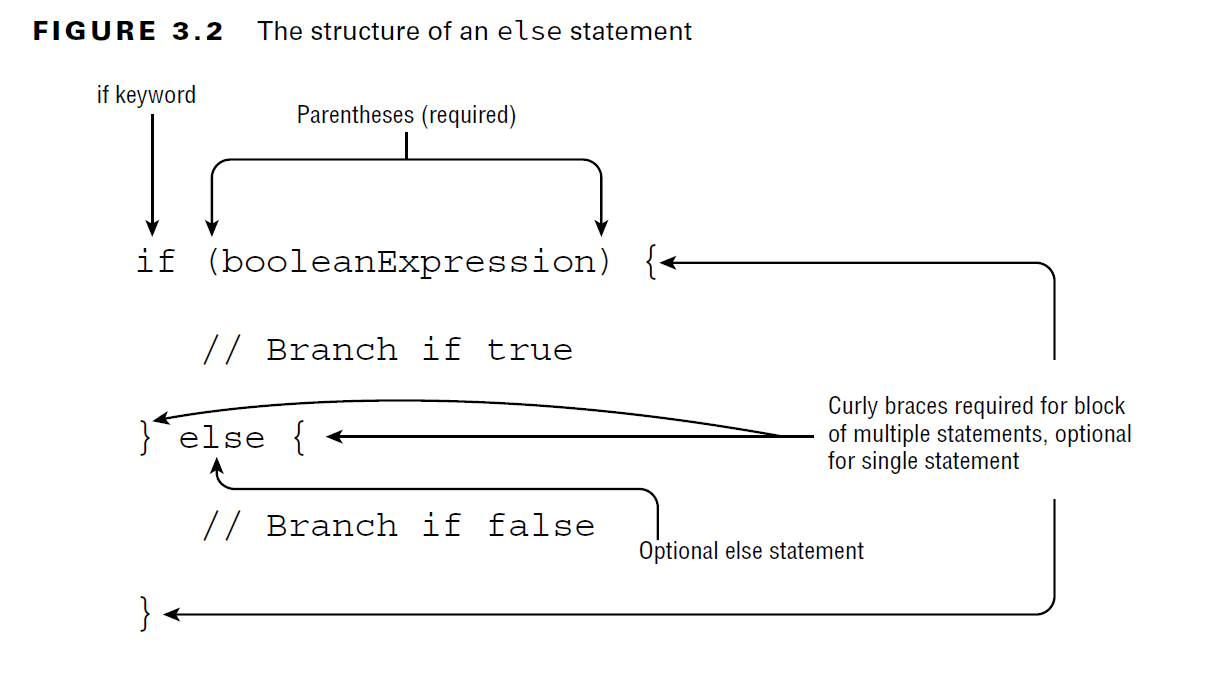 FIGURE 3.2 The structure of an else statement
if keyword
Parentheses (required)
if (booleanExpression) {
// Branch if true
Curly braces required for block
of multiple statements, optional
for single statement
} else {
// Branch if false
Optional else statement
}